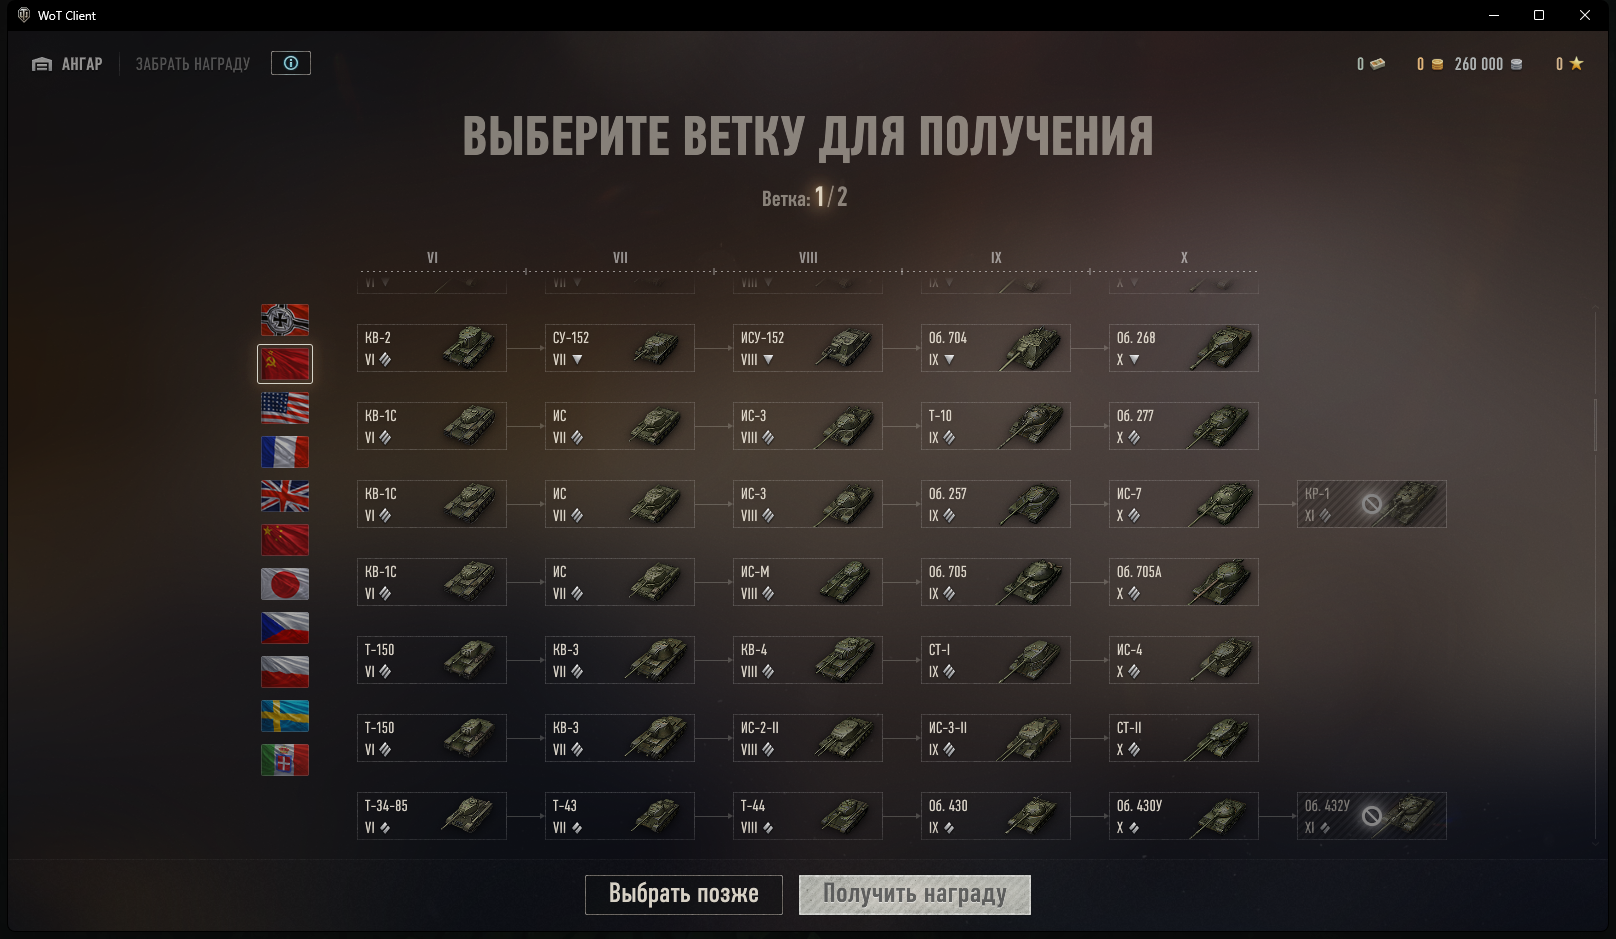 WoT Client
АНГАР ЗАБРАТЬ НАГРАДУ 0 0 260 000 0
ВЫБЕРИТЕ ВЕТКУ ДЛЯ ПОЛУЧЕНИЯ
Ветка: 1/2
VI VII VIII IX X
VI VII VIII IX X
КВ-2 СУ-152 ИСУ-152 Об. 704 Об. 268
VI VII VIII IX X
КВ-1С ИС ИС-3 Т-10 Об. 277
VI VII VIII IX X
КВ-1С ИС ИС-3 Об. 257 ИС-7 КР-1
VI VII VIII IX X XI
КВ-1С ИС ИС-М Об. 705 Об. 705А
VI VII VIII IX X
Т-150 КВ-3 КВ-4 СТ-I ИС-4
VI VII VIII IX X
Т-150 КВ-3 ИС-2-II ИС-3-II СТ-II
VI VII VIII IX X
Т-34-85 Т-43 Т-44 Об. 430 Об. 430У Об. 432У
VI VII VIII IX X XI
Выбрать позже Получить награду